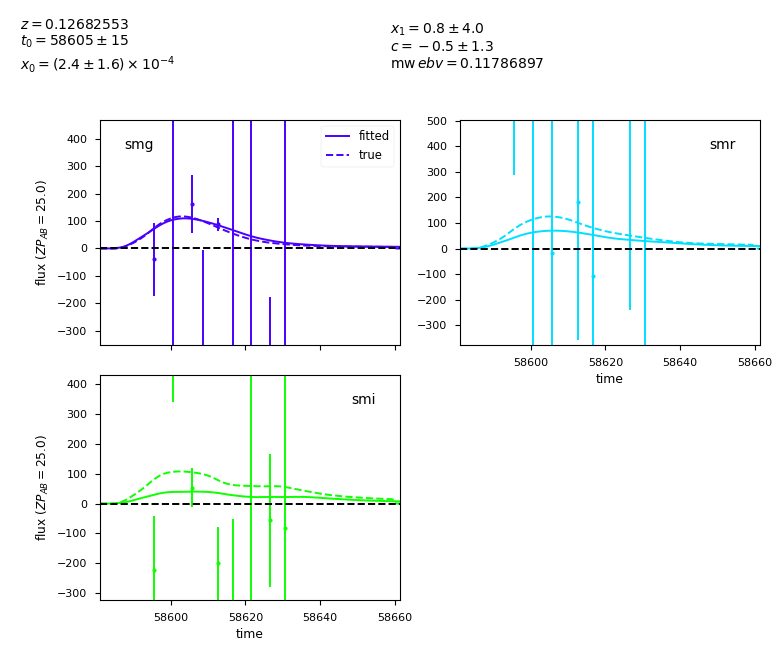 z = 0.12682553
t₀ = 58605 ± 15
x₀ = (2.4 ± 1.6) × 10⁻⁴
x₁ = 0.8 ± 4.0
c = −0.5 ± 1.3
mw ebv = 0.11786897
smg
fitted
true
flux (ZP_AB = 25.0)
400
300
200
100
0
−100
−200
−300
smr
500
400
300
200
100
0
−100
−200
−300
58600 58620 58640 58660
time
smi
flux (ZP_AB = 25.0)
400
300
200
100
0
−100
−200
−300
58600 58620 58640 58660
time